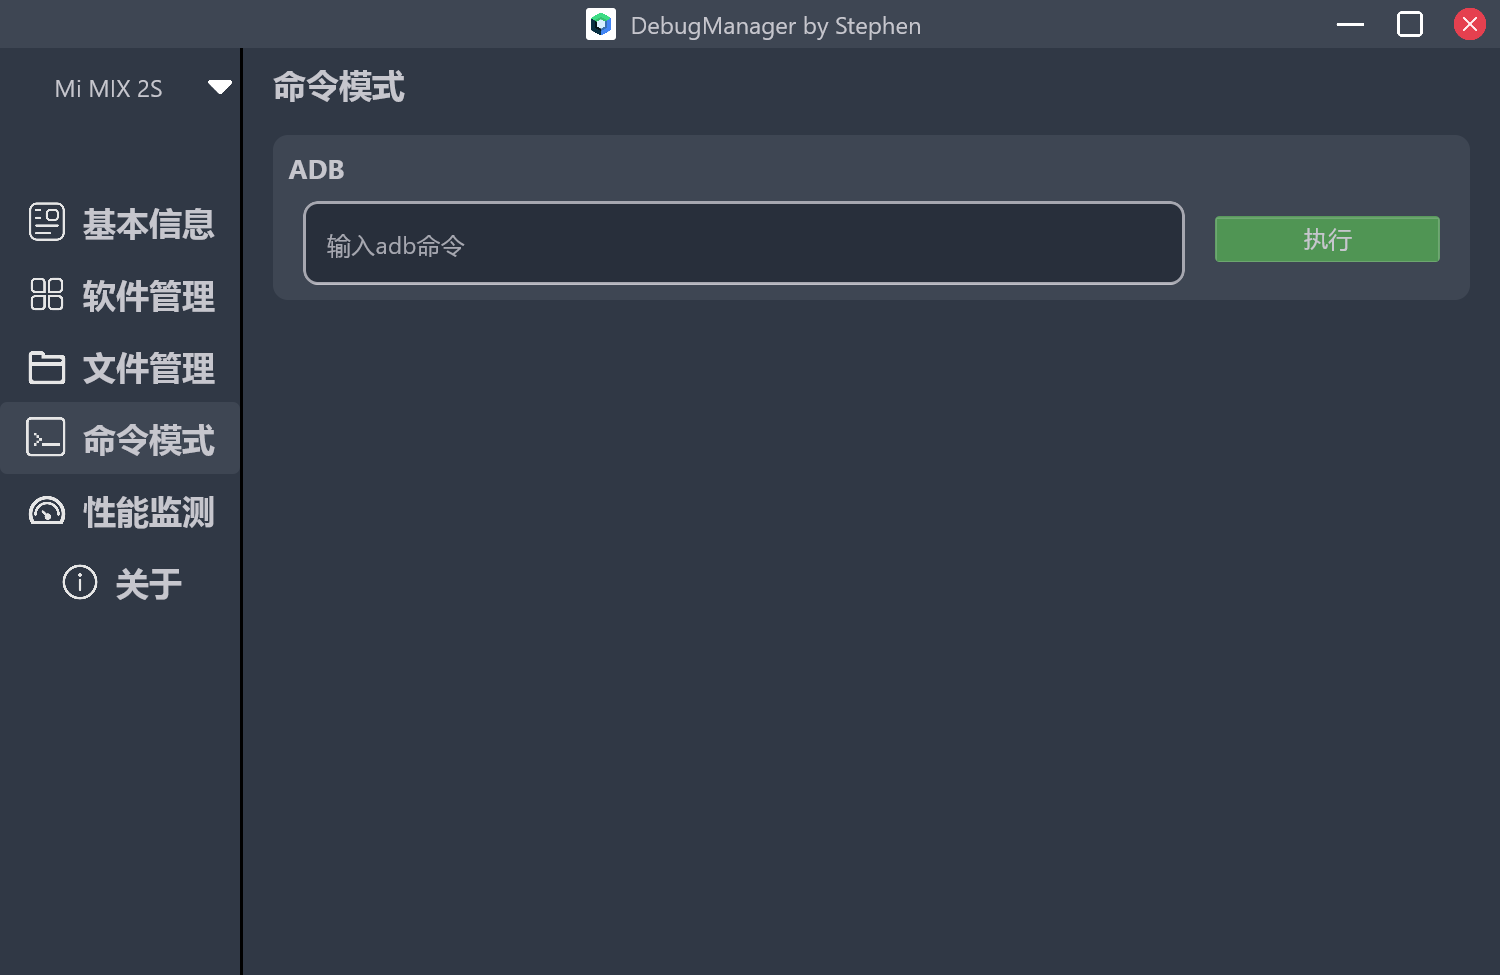 DebugManager by Stephen
Mi MIX 2S
基本信息
软件管理
文件管理
命令模式
性能监测
关于
命令模式
ADB
输入adb命令
执行